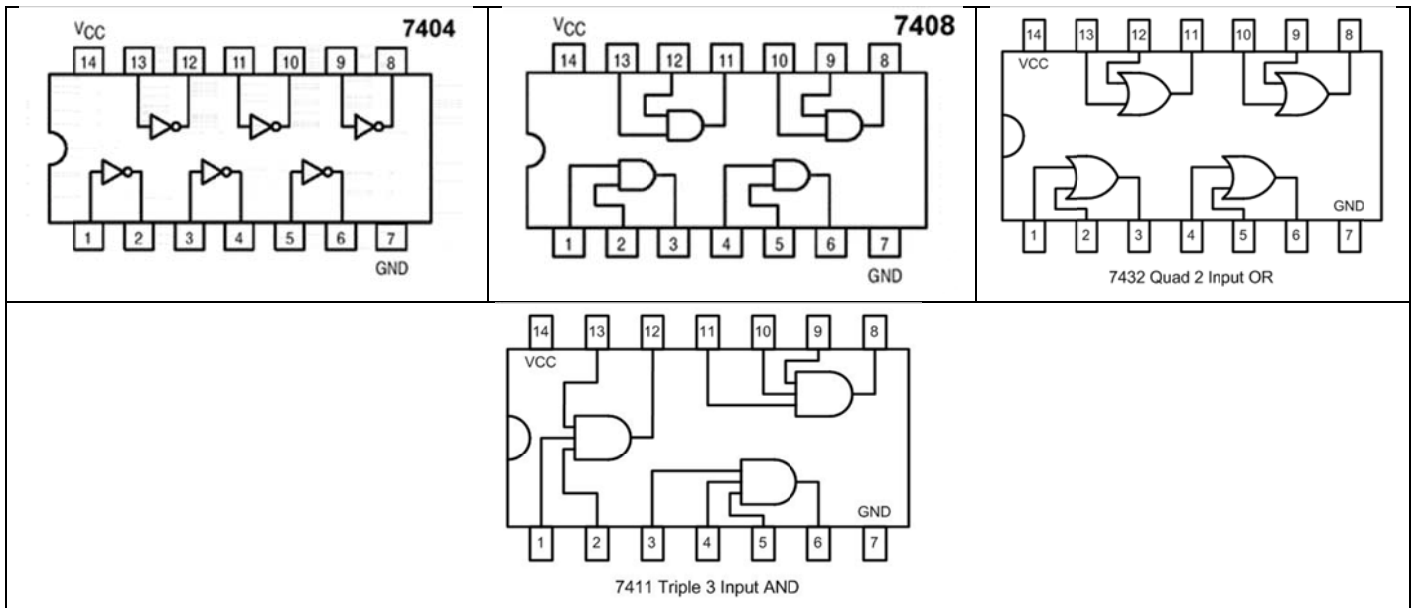 VCC 7404
14 13 12 11 10 9 8
1 2 3 4 5 6 7
GND
VCC 7408
14 13 12 11 10 9 8
1 2 3 4 5 6 7
GND
14 13 12 11 10 9 8
VCC
GND
1 2 3 4 5 6 7
7432 Quad 2 Input OR
14 13 12 11 10 9 8
VCC
GND
1 2 3 4 5 6 7
7411 Triple 3 Input AND